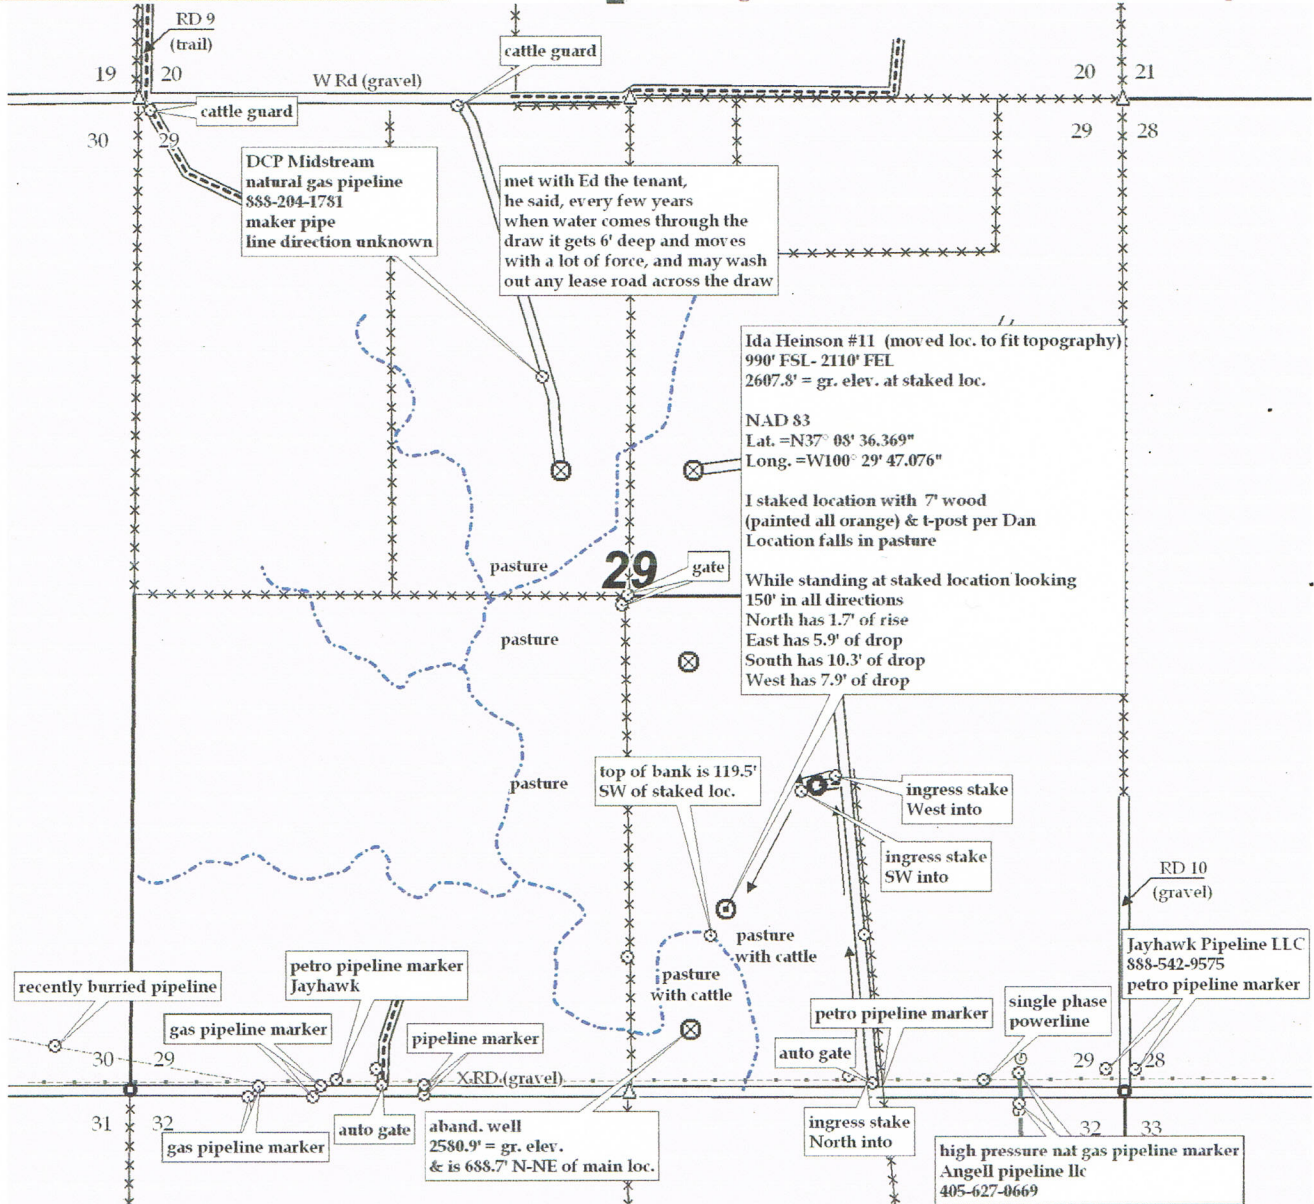 RD 9
(trail)
cattle guard
19
20
W Rd (gravel)
20
21
cattle guard
30
29
29
28
DCP Midstream
natural gas pipeline
888-204-1781
maker pipe
line direction unknown
met with Ed the tenant,
he said, every few years
when water comes through the
draw it gets 6' deep and moves
with a lot of force, and may wash
out any lease road across the draw
Ida Heinson #11 (moved loc. to fit topography)
990' FSL- 2110' FEL
2607.8' = gr. elev. at staked loc.
NAD 83
Lat. =N37° 08' 36.369"
Long. =W100° 29' 47.076"
I staked location with 7' wood
(painted all orange) & t-post per Dan
Location falls in pasture
While standing at staked location looking
150' in all directions
North has 1.7' of rise
East has 5.9' of drop
South has 10.3' of drop
West has 7.9' of drop
pasture
29
gate
pasture
pasture
top of bank is 119.5'
SW of staked loc.
ingress stake
West into
ingress stake
SW into
RD 10
(gravel)
pasture
with cattle
pasture
with cattle
Jayhawk Pipeline LLC
888-542-9575
petro pipeline marker
petro pipeline marker
Jayhawk
recently burried pipeline
gas pipeline marker
pipeline marker
petro pipeline marker
single phase
powerline
auto gate
30
29
X RD (gravel)
29
28
31
32
gas pipeline marker
auto gate
aband. well
2580.9' = gr. elev.
& is 688.7' N-NE of main loc.
ingress stake
North into
32
33
high pressure nat gas pipeline marker
Angell pipeline llc
405-627-0669